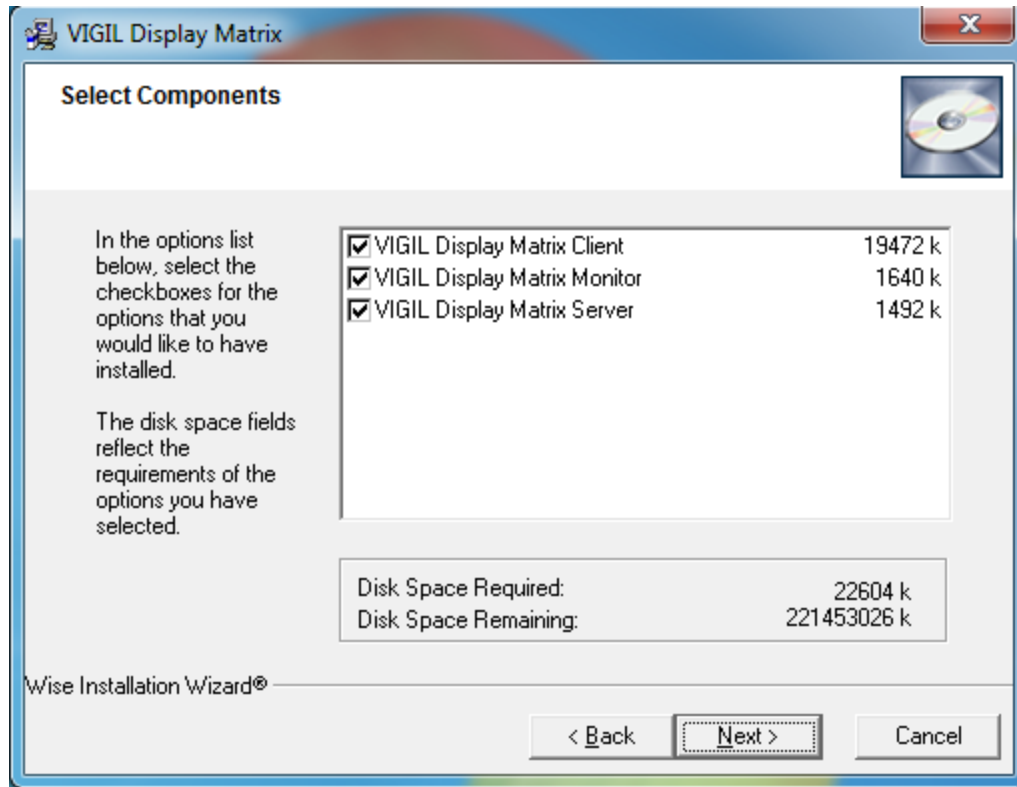 VIGIL Display Matrix
Select Components
In the options list
below, select the
checkboxes for the
options that you
would like to have
installed.
The disk space fields
reflect the
requirements of the
options you have
selected.
VIGIL Display Matrix Client 19472 k
VIGIL Display Matrix Monitor 1640 k
VIGIL Display Matrix Server 1492 k
Disk Space Required: 22604 k
Disk Space Remaining: 221453026 k
Wise Installation Wizard®
< Back Next > Cancel